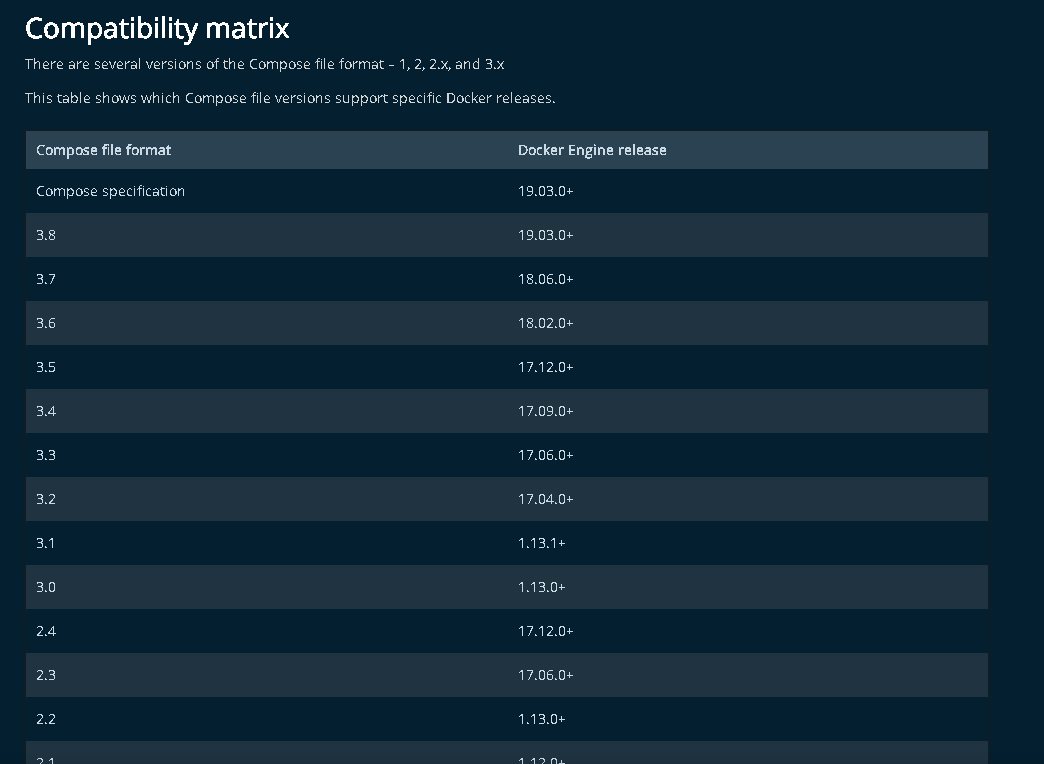 Compatibility matrix
There are several versions of the Compose file format – 1, 2, 2.x, and 3.x
This table shows which Compose file versions support specific Docker releases.
Compose file format Docker Engine release
Compose specification 19.03.0+
3.8 19.03.0+
3.7 18.06.0+
3.6 18.02.0+
3.5 17.12.0+
3.4 17.09.0+
3.3 17.06.0+
3.2 17.04.0+
3.1 1.13.1+
3.0 1.13.0+
2.4 17.12.0+
2.3 17.06.0+
2.2 1.13.0+
2.1 1.12.0+